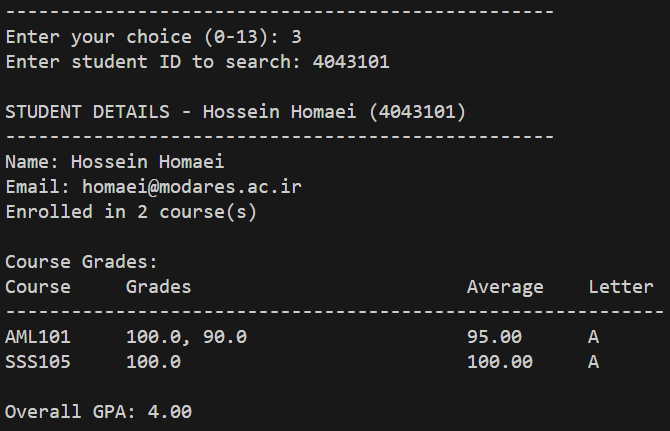 --------------------------------------------------
Enter your choice (0-13): 3
Enter student ID to search: 4043101

STUDENT DETAILS - Hossein Homaei (4043101)
--------------------------------------------------
Name: Hossein Homaei
Email: homaei@modares.ac.ir
Enrolled in 2 course(s)

Course Grades:
Course     Grades                         Average    Letter
------------------------------------------------------------
AML101     100.0, 90.0                    95.00      A
SSS105     100.0                          100.00     A

Overall GPA: 4.00